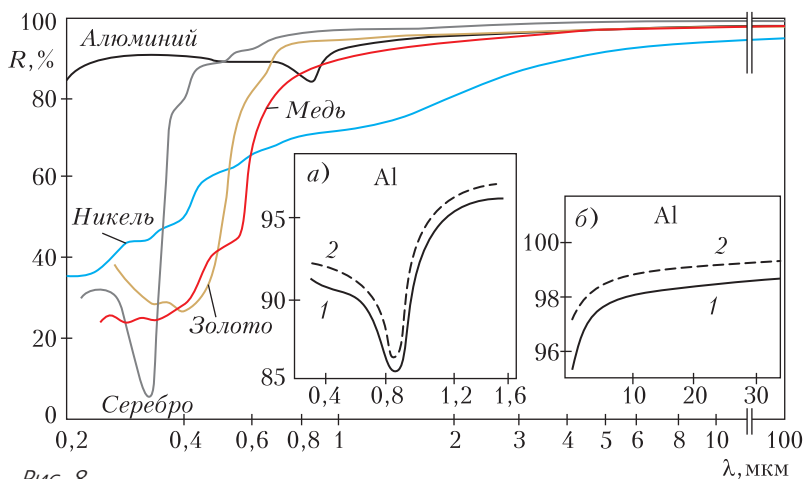 100
R, %
80
60
40
20
0
Алюминий
Медь
Никель
Золото
Серебро
а) Al
95
90
85
2
1
0,4 0,8 1,2 1,6
б) Al
100
98
96
2
1
10 20 30
0,2 0,4 0,6 0,8 1 2 3 4 5 6 8 10 100
λ, мкм
Рис. 8